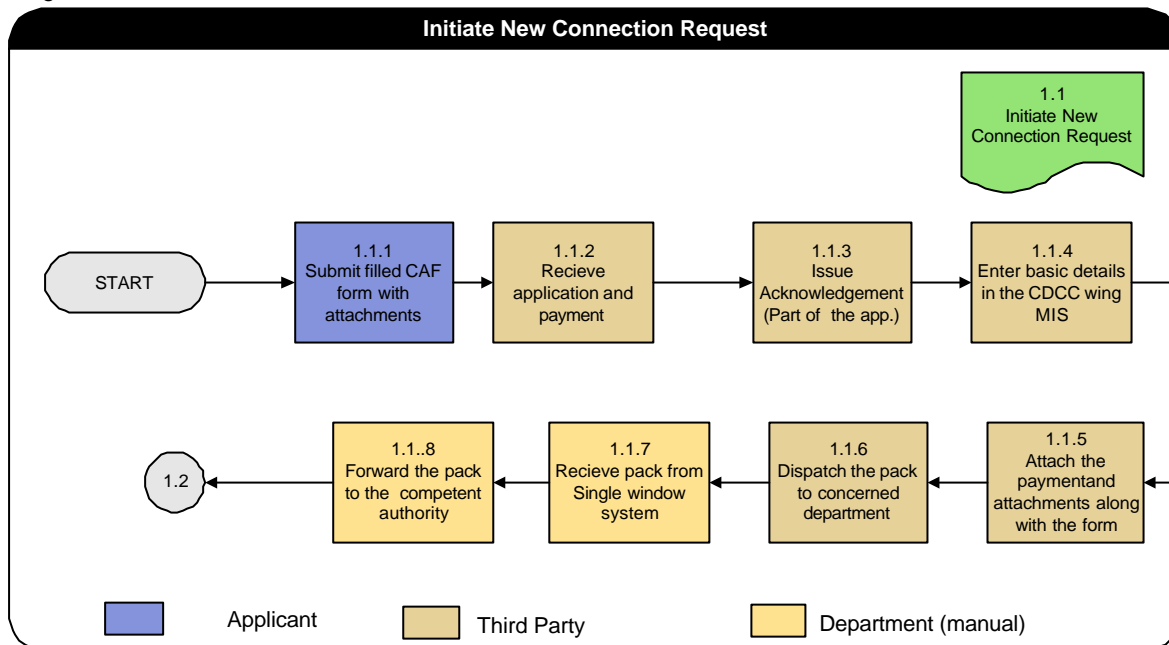 Initiate New Connection Request
1.1
Initiate New
Connection Request
START
1.1.1
Submit filled CAF
form with
attachments
1.1.2
Recieve
application and
payment
1.1.3
Issue
Acknowledgement
(Part of the app.)
1.1.4
Enter basic details
in the CDCC wing
MIS
1.2
1.1..8
Forward the pack
to the competent
authority
1.1.7
Recieve pack from
Single window
system
1.1.6
Dispatch the pack
to concerned
department
1.1.5
Attach the
paymentand
attachments along
with the form
Applicant
Third Party
Department (manual)